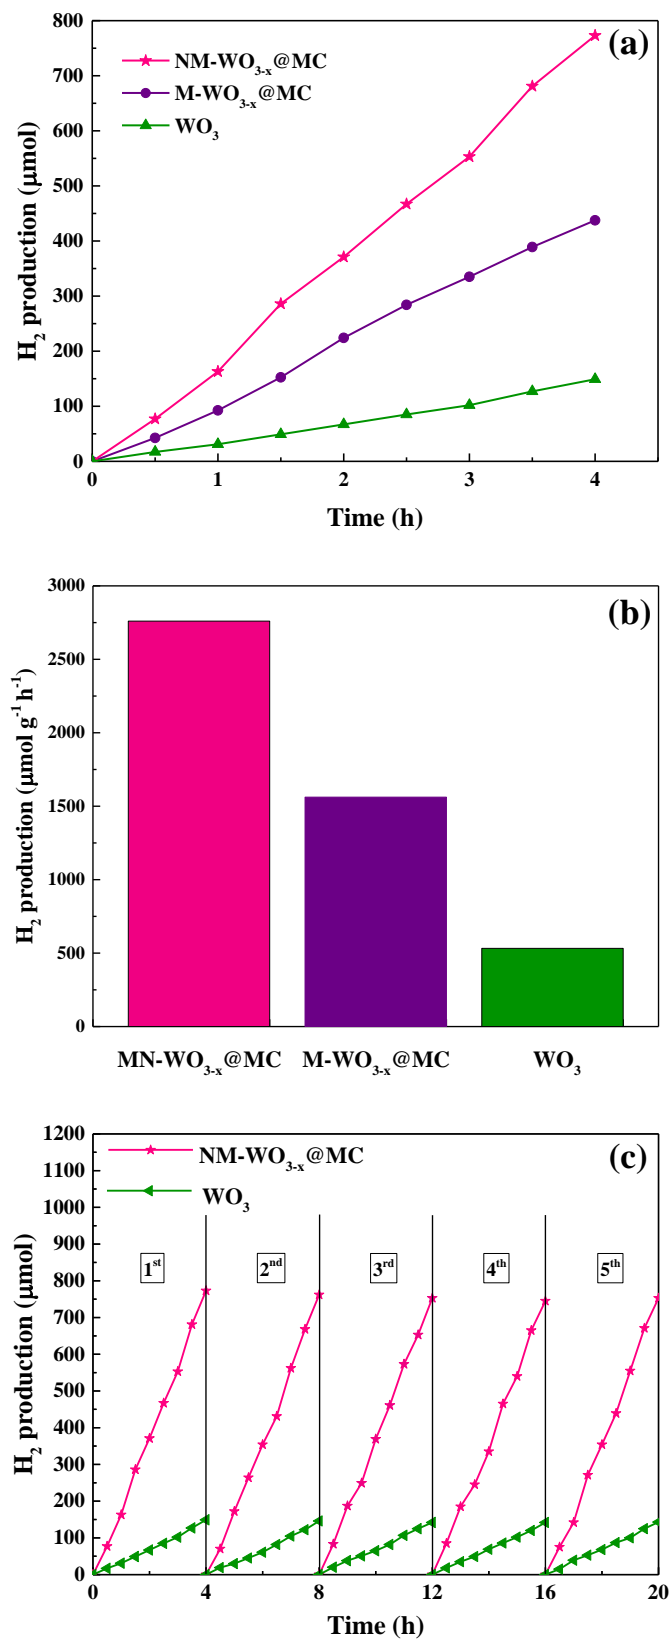 (a)
NM-WO3-x@MC
M-WO3-x@MC
WO3
H2 production (μmol)
800
700
600
500
400
300
200
100
0
0 1 2 3 4
Time (h)
(b)
H2 production (μmol g-1 h-1)
3000
2500
2000
1500
1000
500
0
MN-WO3-x@MC M-WO3-x@MC WO3
(c)
NM-WO3-x@MC
WO3
H2 production (μmol)
1200
1100
1000
900
800
700
600
500
400
300
200
100
0
1st 2nd 3rd 4th 5th
0 4 8 12 16 20
Time (h)